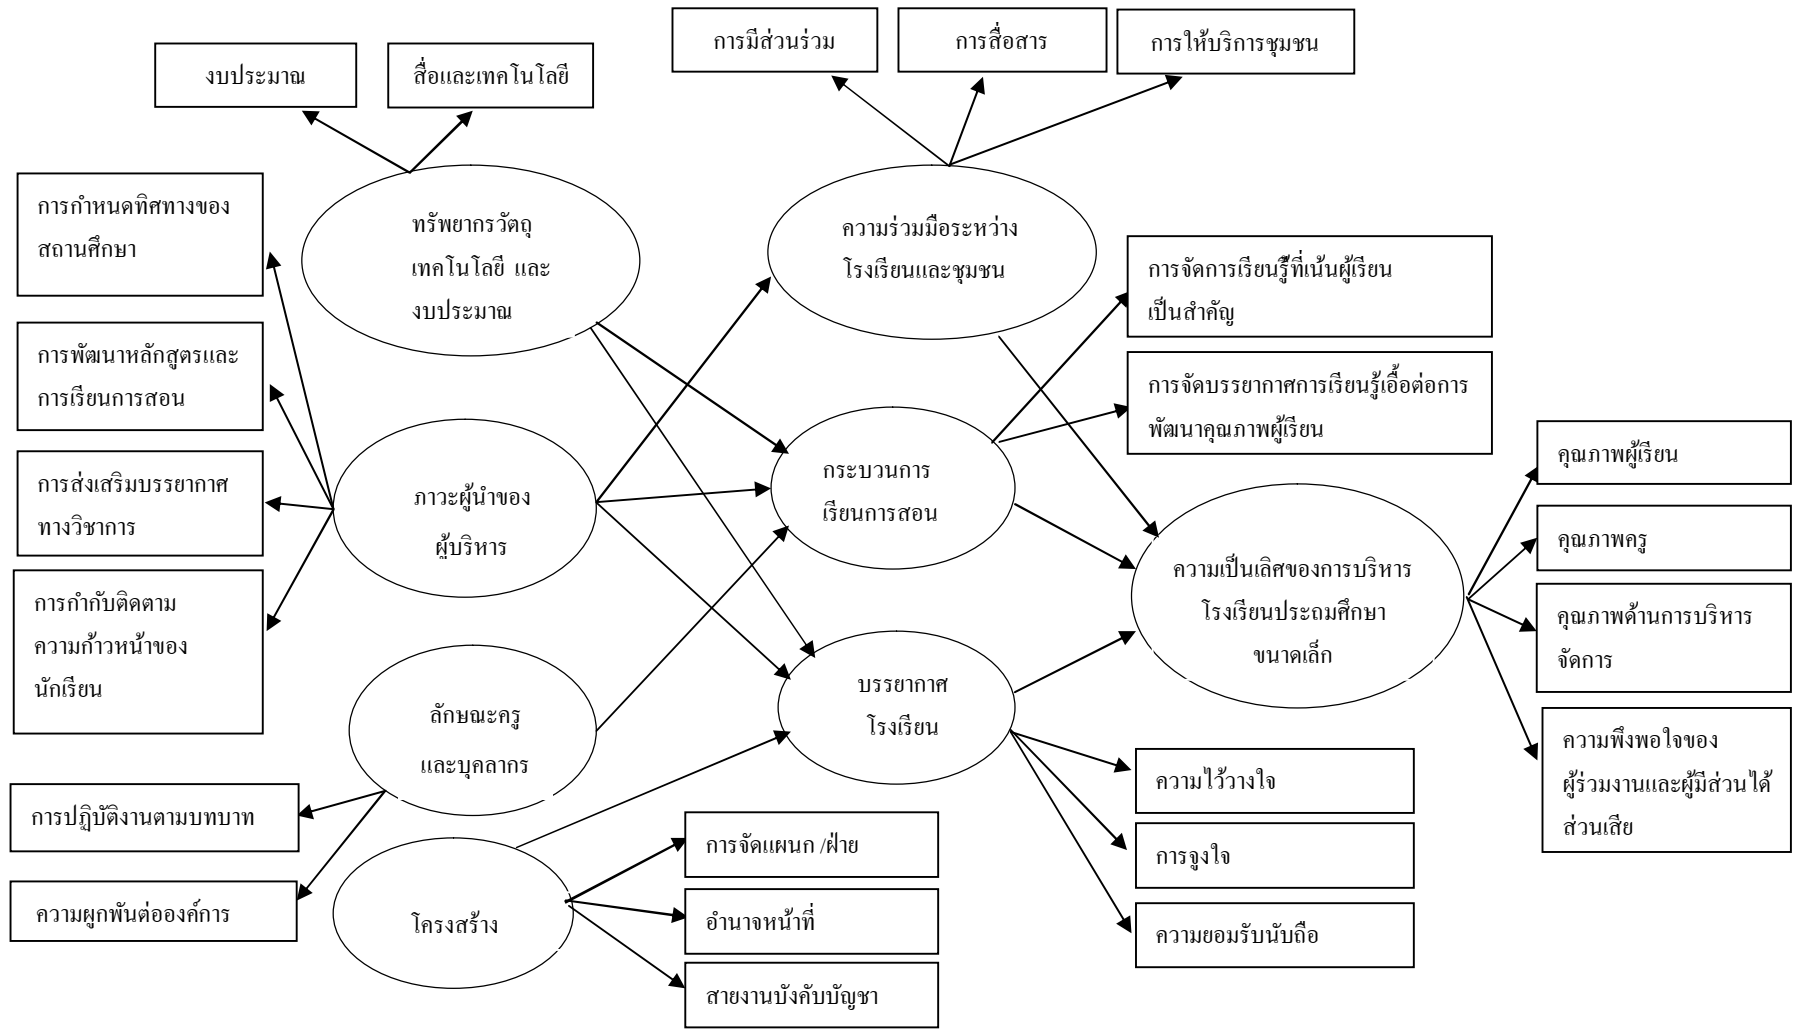 การมีส่วนร่วม
การสื่อสาร
การให้บริการชุมชน
งบประมาณ
สื่อและเทคโนโลยี
การกำหนดทิศทางของ
สถานศึกษา
ทรัพยากรวัตถุ
เทคโนโลยี และ
งบประมาณ
ความร่วมมือระหว่าง
โรงเรียนและชุมชน
การจัดการเรียนรู้ที่เน้นผู้เรียน
เป็นสำคัญ
การพัฒนาหลักสูตรและ
การเรียนการสอน
การจัดบรรยากาศการเรียนรู้เอื้อต่อการ
พัฒนาคุณภาพผู้เรียน
การส่งเสริมบรรยากาศ
ทางวิชาการ
ภาวะผู้นำของ
ผู้บริหาร
กระบวนการ
เรียนการสอน
คุณภาพผู้เรียน
คุณภาพครู
ความเป็นเลิศของการบริหาร
โรงเรียนประถมศึกษา
ขนาดเล็ก
คุณภาพด้านการบริหาร
จัดการ
การกำกับติดตาม
ความก้าวหน้าของ
นักเรียน
ลักษณะครู
และบุคลากร
บรรยากาศ
โรงเรียน
ความพึงพอใจของ
ผู้ร่วมงานและผู้มีส่วนได้
ส่วนเสีย
การปฏิบัติงานตามบทบาท
ความไว้วางใจ
การจัดแผนก /ฝ่าย
การจูงใจ
ความผูกพันต่อองค์การ
โครงสร้าง
อำนาจหน้าที่
ความยอมรับนับถือ
สายงานบังคับบัญชา